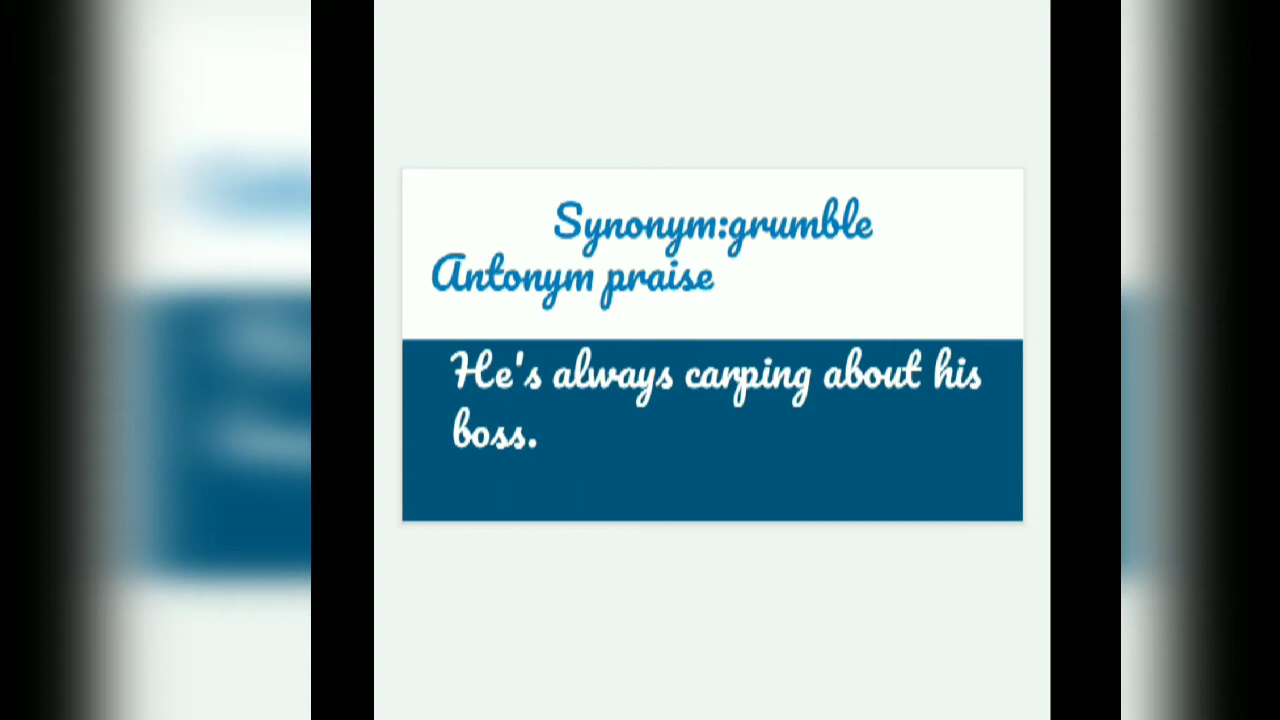 Synonym:grumble
Antonym praise
He's always carping about his
boss.